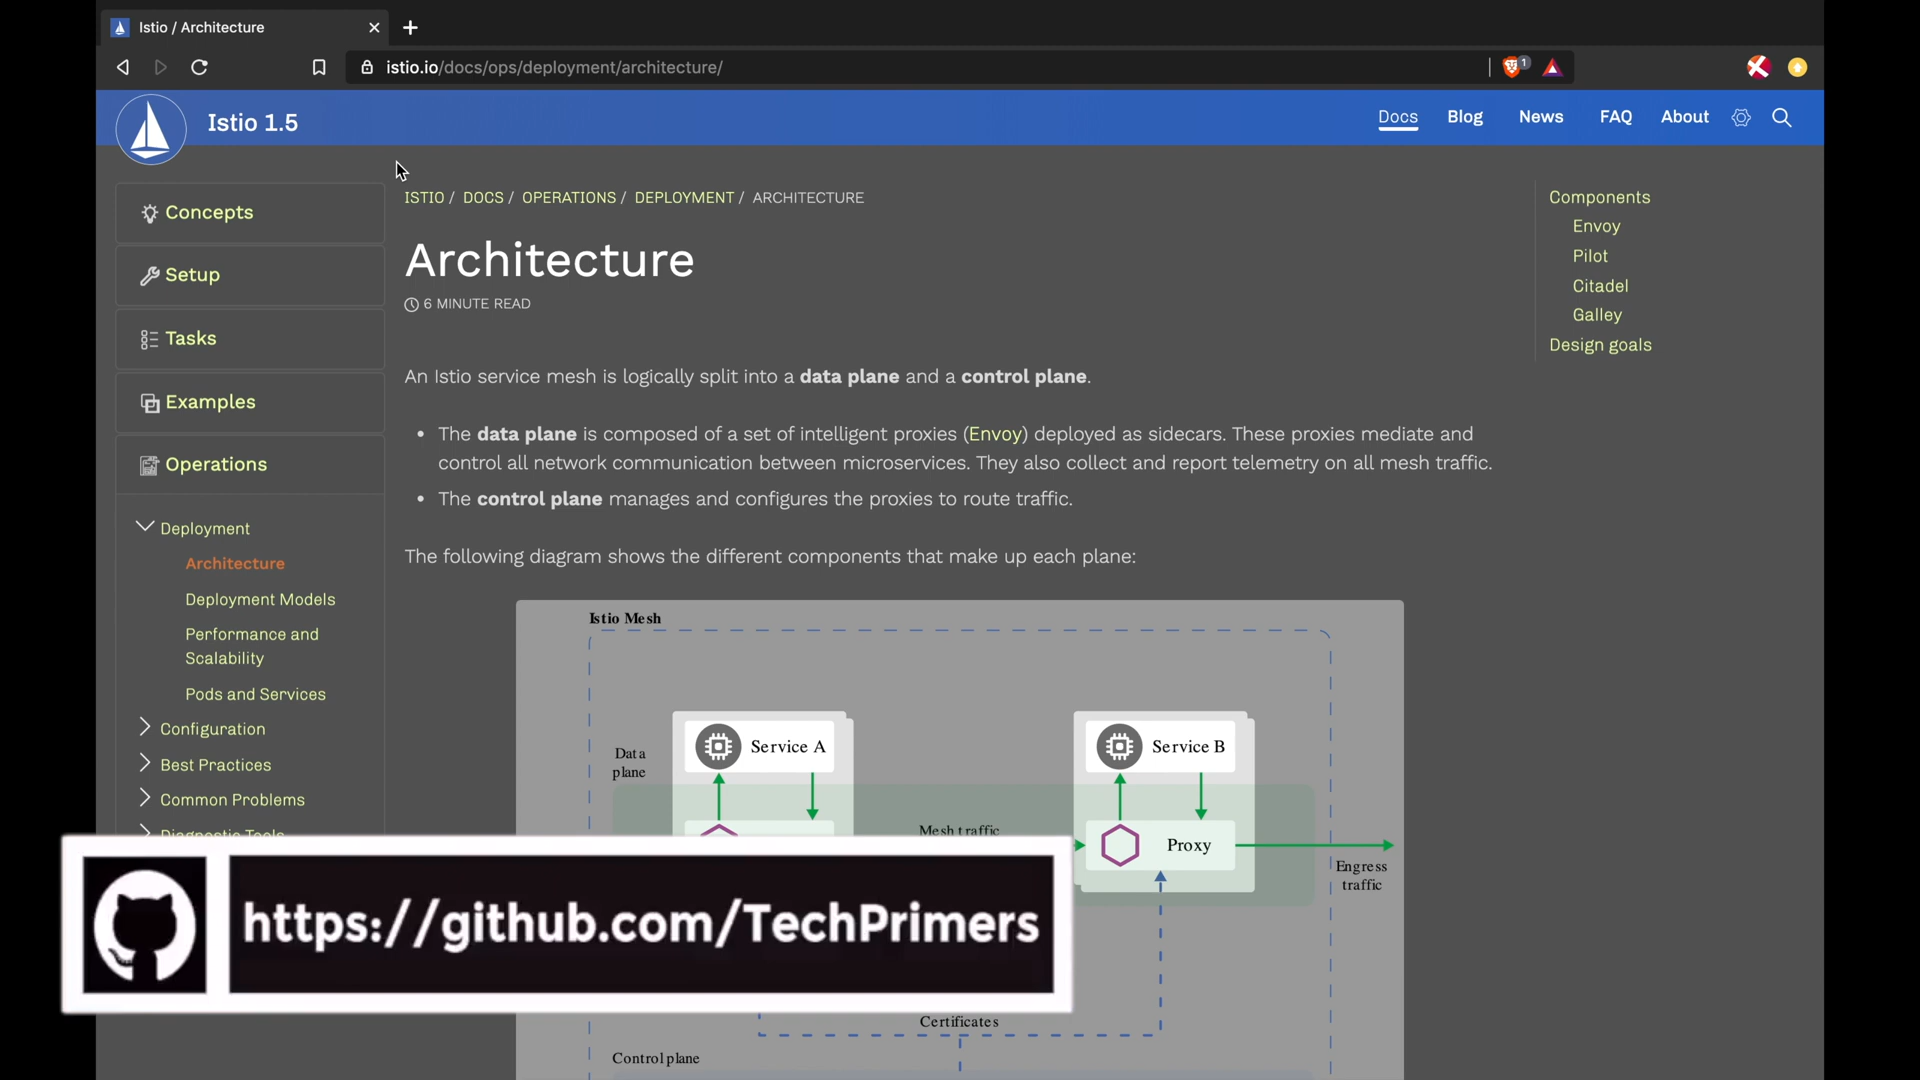 Istio / Architecture
istio.io/docs/ops/deployment/architecture/
1
Istio 1.5
Docs
Blog
News
FAQ
About
Concepts
Setup
Tasks
Examples
Operations
Deployment
Architecture
Deployment Models
Performance and
Scalability
Pods and Services
Configuration
Best Practices
Common Problems
Diagnostic Tools
ISTIO / DOCS / OPERATIONS / DEPLOYMENT / ARCHITECTURE
Architecture
6 MINUTE READ
An Istio service mesh is logically split into a data plane and a control plane.
• The data plane is composed of a set of intelligent proxies (Envoy) deployed as sidecars. These proxies mediate and
control all network communication between microservices. They also collect and report telemetry on all mesh traffic.
• The control plane manages and configures the proxies to route traffic.
The following diagram shows the different components that make up each plane:
Istio Mesh
Data
plane
Service A
Service B
Mesh traffic
Proxy
Engress
traffic
Certificates
Control plane
Components
Envoy
Pilot
Citadel
Galley
Design goals
https://github.com/TechPrimers